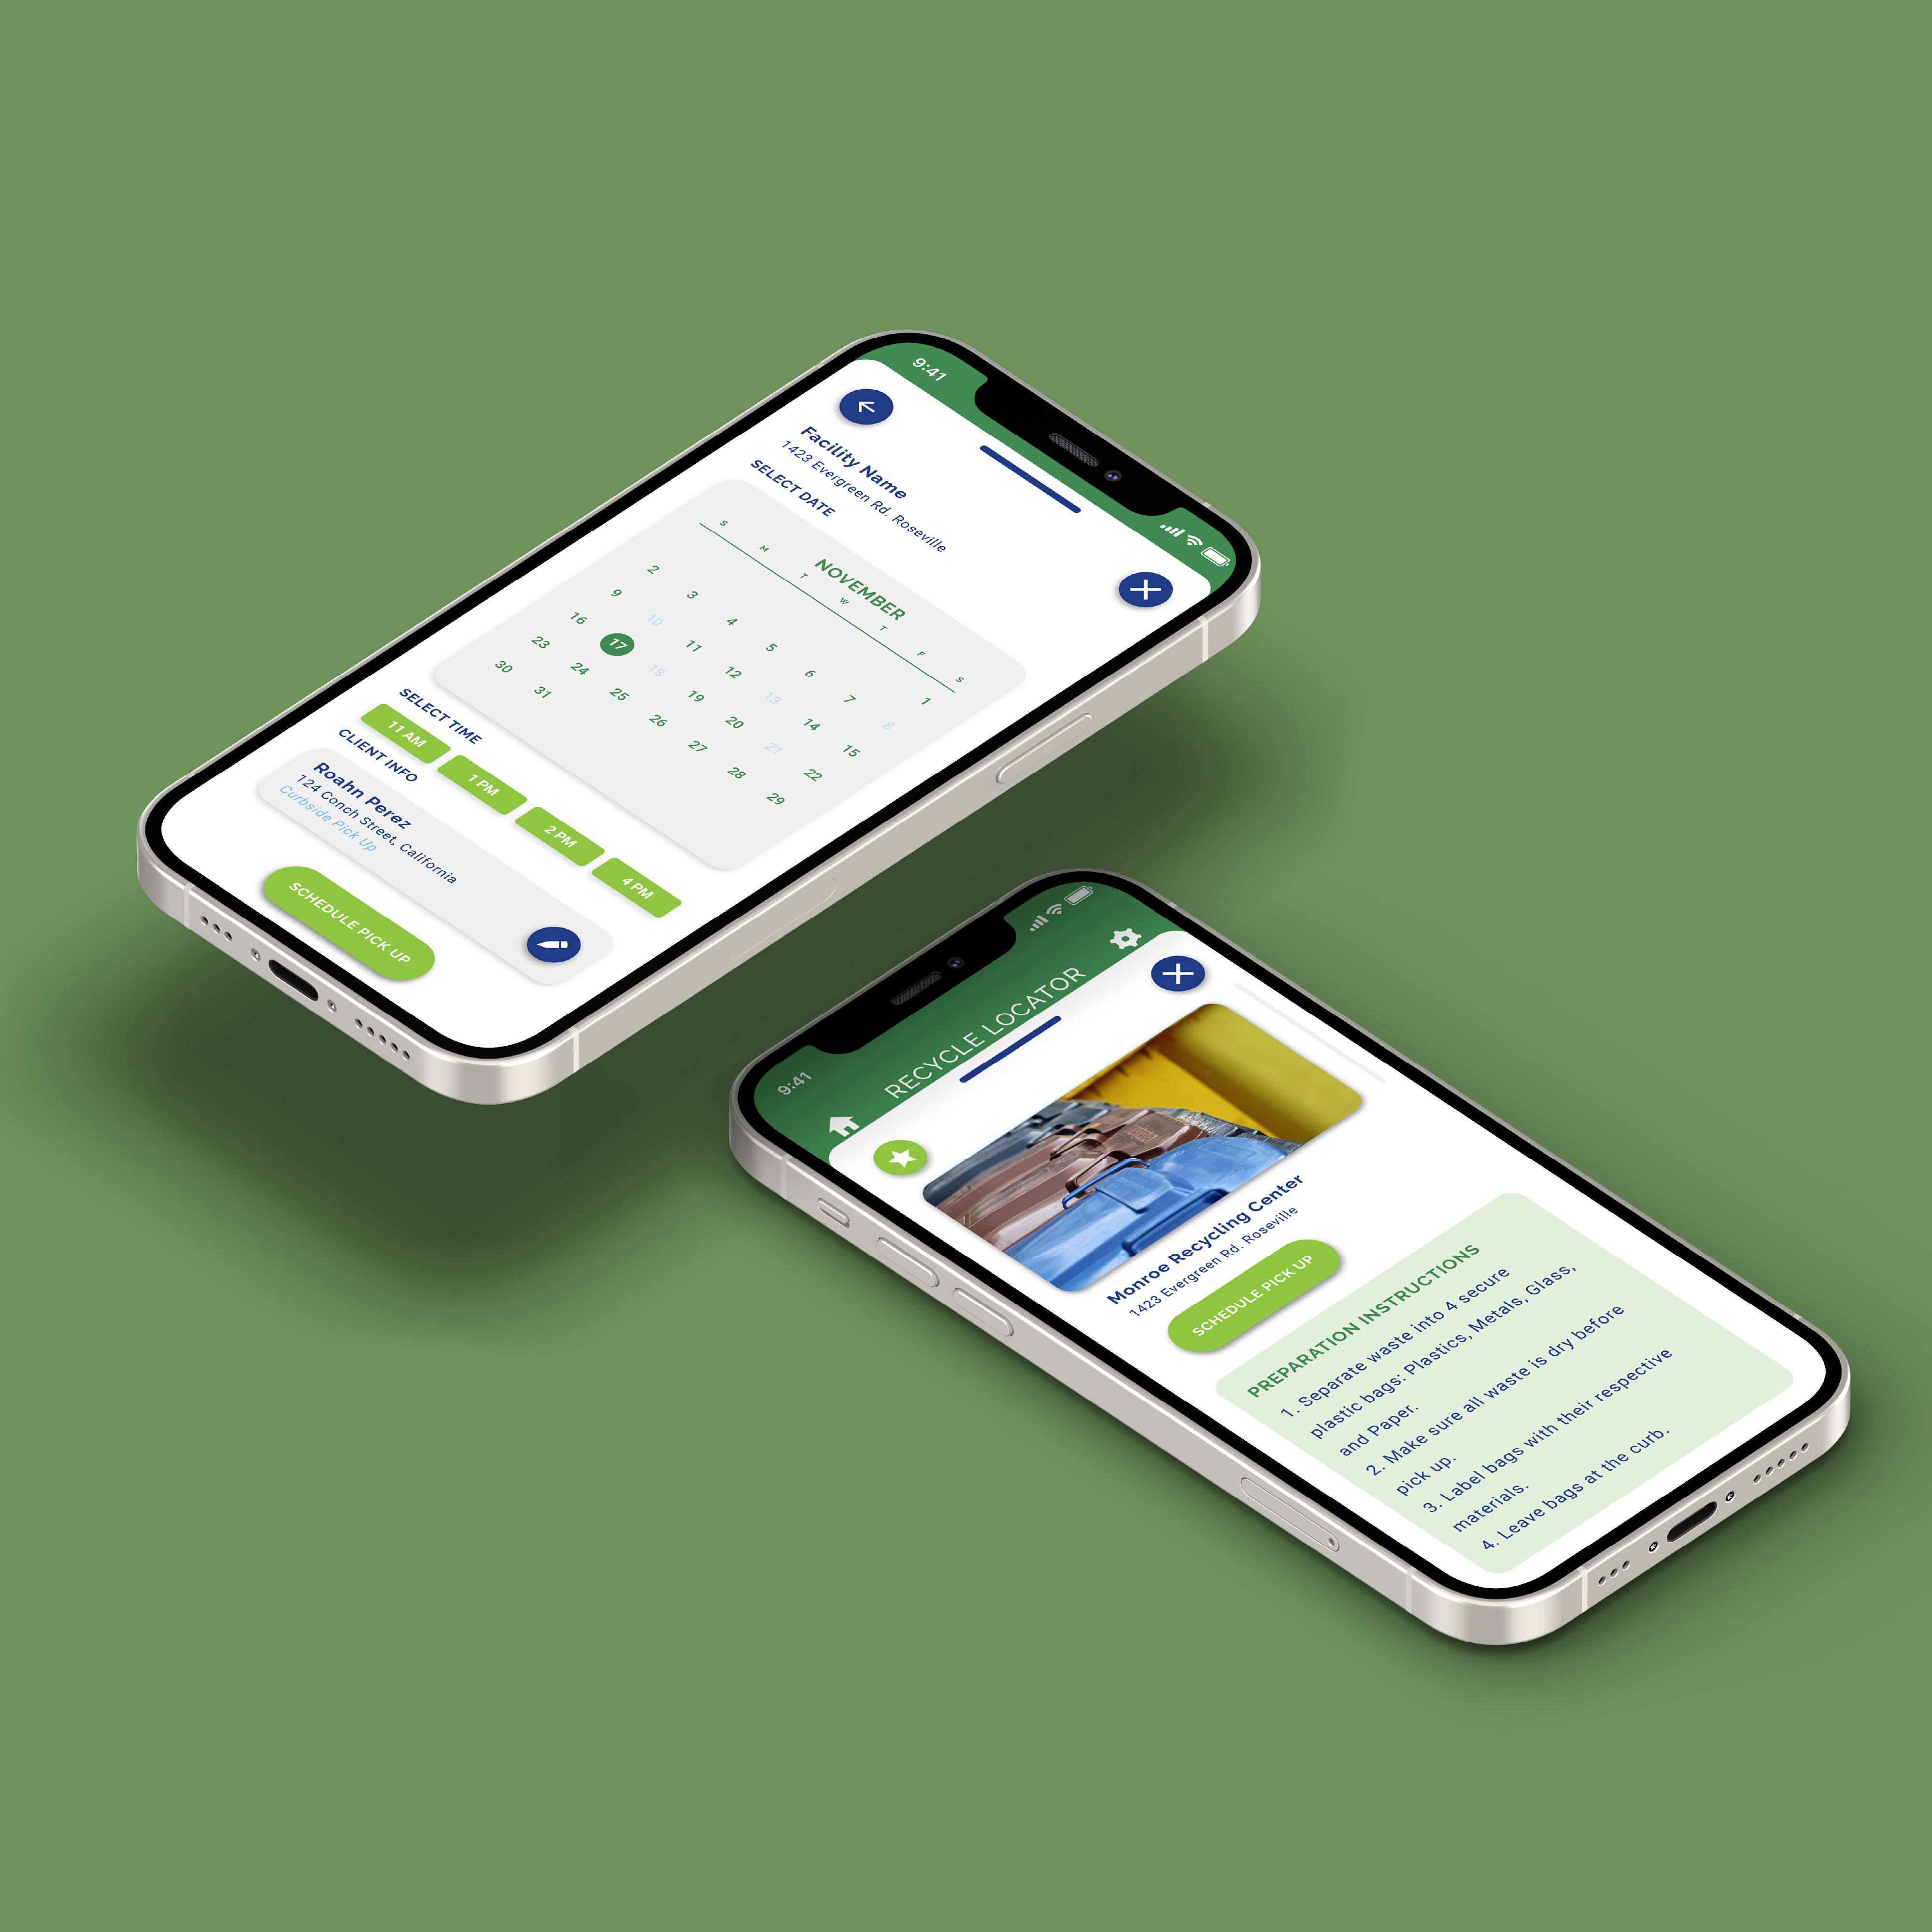 9:41
Facility Name
1423 Evergreen Rd. Roseville
SELECT DATE
NOVEMBER
S M T W T F S
1
2 3 4 5 6 7 8
9 10 11 12 13 14 15
16 17 18 19 20 21 22
23 24 25 26 27 28 29
30 31
SELECT TIME
11 AM 1 PM 2 PM 4 PM
CLIENT INFO
Roahn Perez
124 Conch Street, California
Curbside Pick Up
SCHEDULE PICK UP
9:41
RECYCLE LOCATOR
Monroe Recycling Center
1423 Evergreen Rd. Roseville
SCHEDULE PICK UP
PREPARATION INSTRUCTIONS
1. Separate waste into 4 secure
plastic bags: Plastics, Metals, Glass,
and Paper.
2. Make sure all waste is dry before
pick up.
3. Label bags with their respective
materials.
4. Leave bags at the curb.